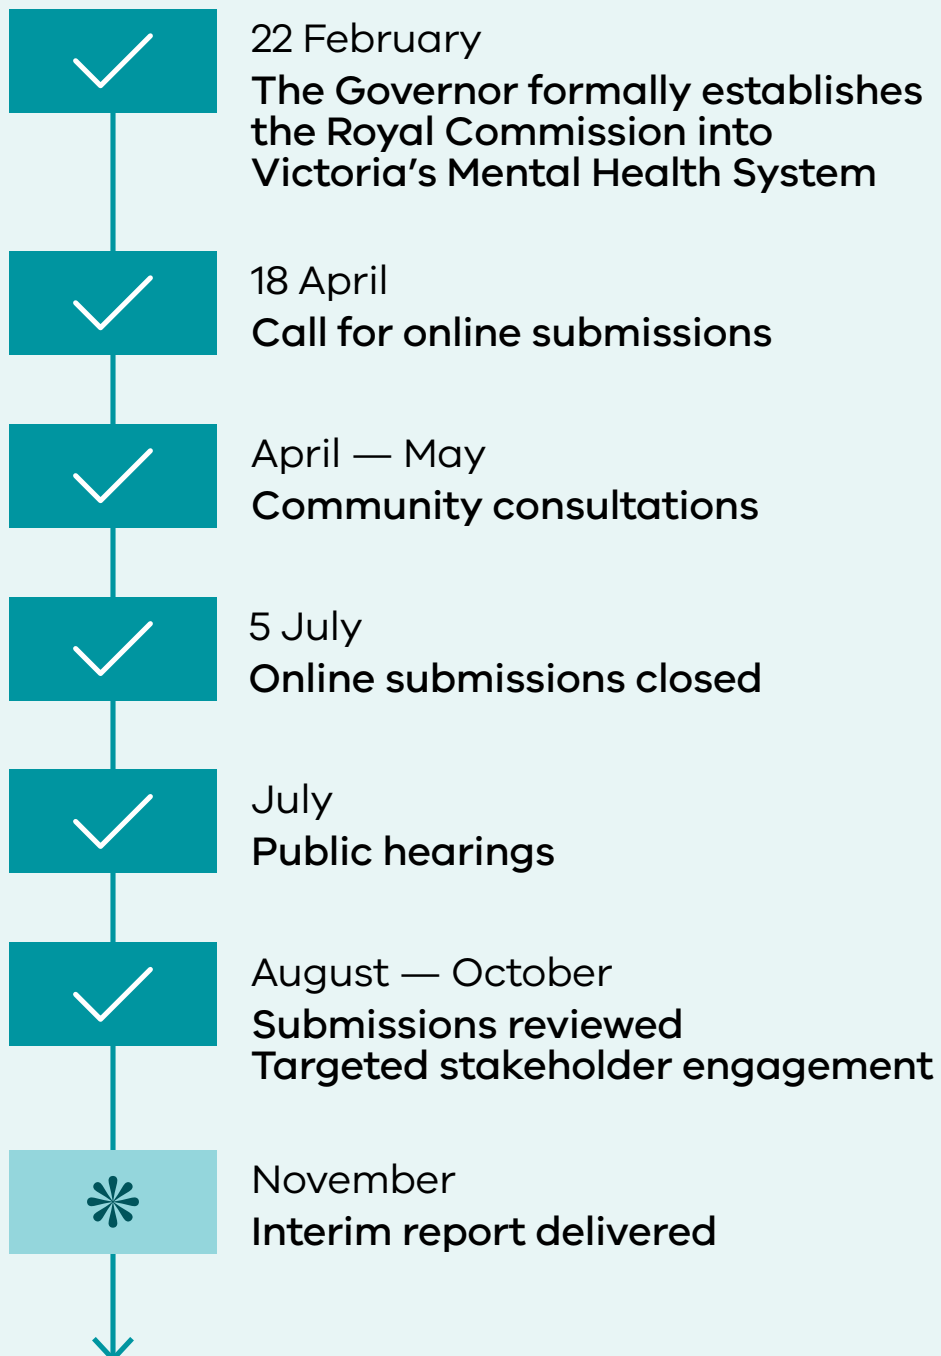 22 February
The Governor formally establishes
the Royal Commission into
Victoria’s Mental Health System
18 April
Call for online submissions
April — May
Community consultations
5 July
Online submissions closed
July
Public hearings
August — October
Submissions reviewed
Targeted stakeholder engagement
November
Interim report delivered